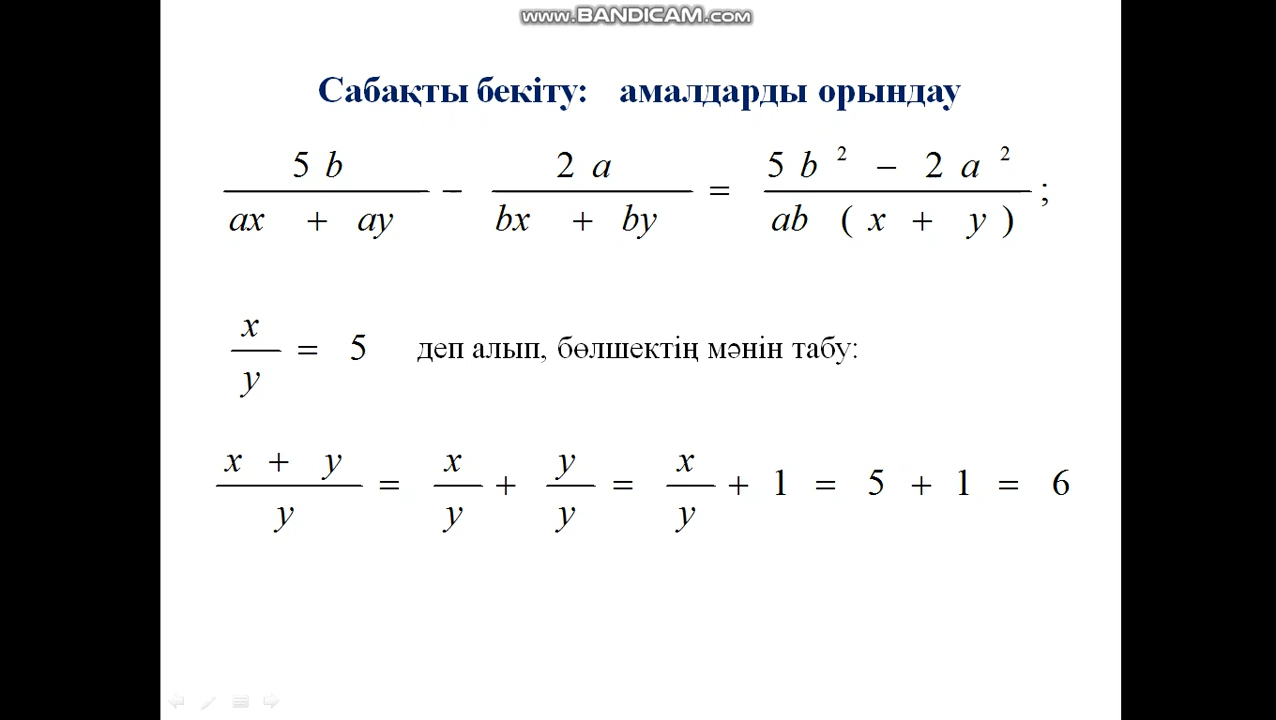 www.BANDICAM.com
Сабақты бекіту: амалдарды орындау
5b / (ax + ay) − 2a / (bx + by) = (5b² − 2a²) / (ab(x + y));
x / y = 5 деп алып, бөлшектің мәнін табу:
(x + y) / y = x / y + y / y = x / y + 1 = 5 + 1 = 6